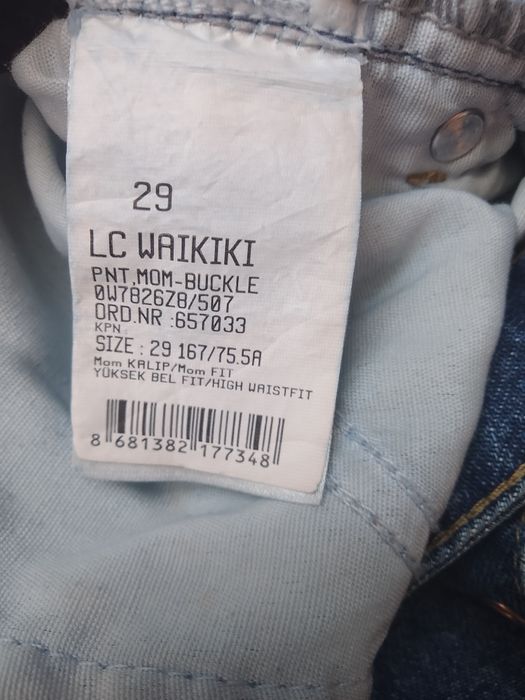 29
LC WAIKIKI
PNT,MOM-BUCKLE
0W7826Z8/507
ORD.NR :657033
KPN
SIZE : 29 167/75.5A
Mom KALIP/Mom FIT
YÜKSEK BEL FIT/HIGH WAISTFIT
8 681382 177348